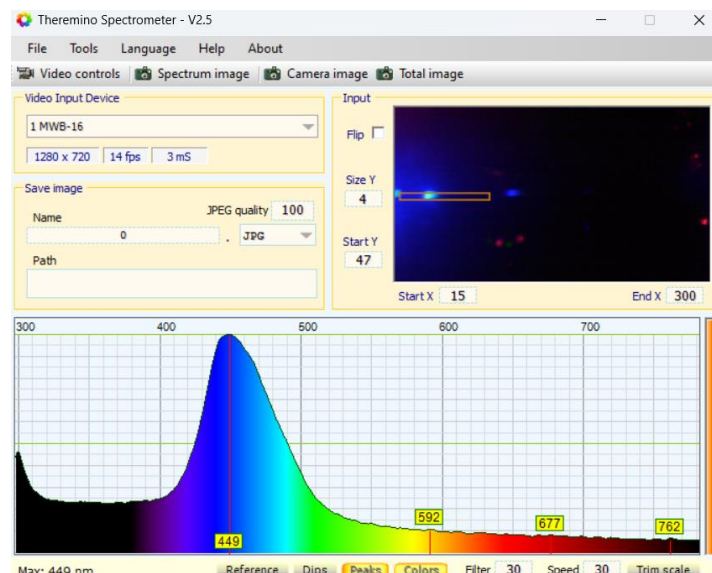 Theremino Spectrometer - V2.5
File Tools Language Help About
Video controls Spectrum image Camera image Total image
Video Input Device
1 MWB-16
1280 x 720 14 fps 3 mS
Save image
Name JPEG quality 100
0 . JPG
Path
Input
Flip
Size Y
4
Start Y
47
Start X 15 End X 300
300 400 500 600 700
449 592 677 762
Max: 449 nm Reference Dips Peaks Colors Filter 30 Speed 30 Trim scale